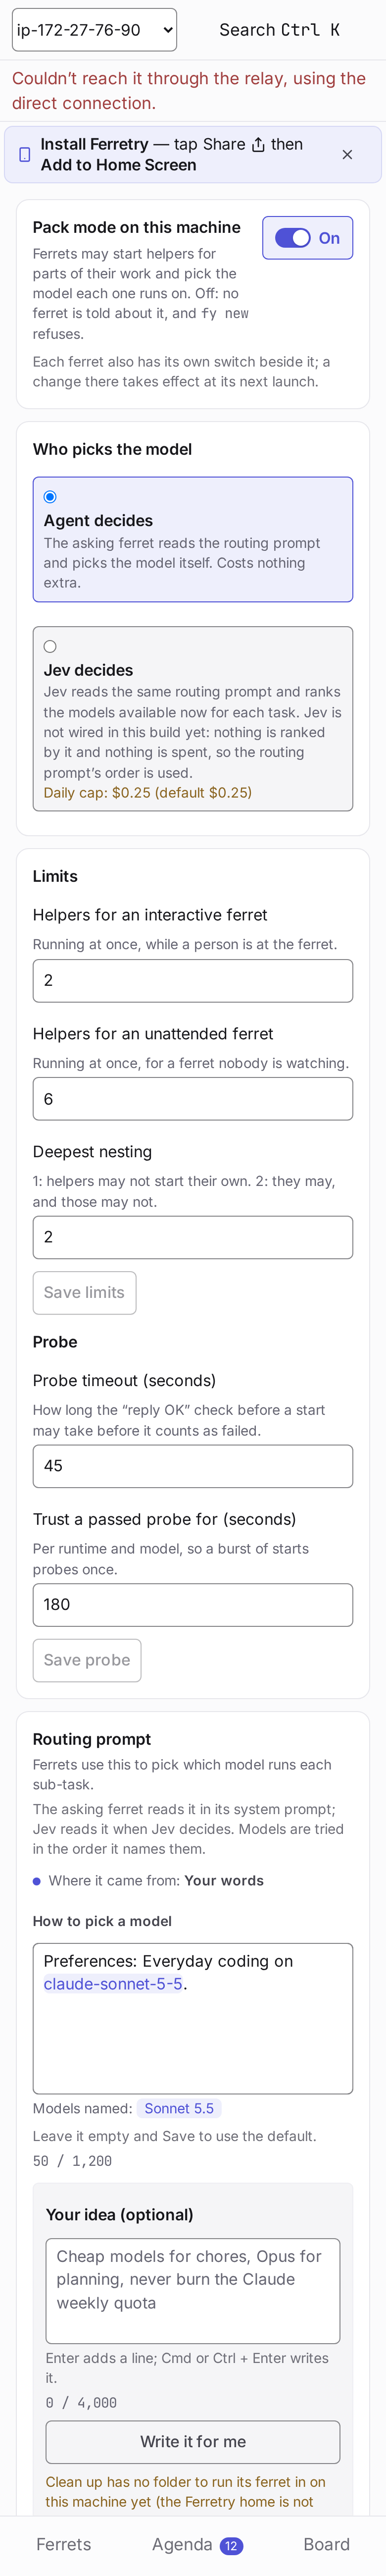 ip-172-27-76-90
Search Ctrl K
Couldn’t reach it through the relay, using the
direct connection.
Install Ferretry — tap Share then
Add to Home Screen
Pack mode on this machine
On
Ferrets may start helpers for
parts of their work and pick the
model each one runs on. Off: no
ferret is told about it, and fy new
refuses.
Each ferret also has its own switch beside it; a
change there takes effect at its next launch.
Who picks the model
Agent decides
The asking ferret reads the routing prompt
and picks the model itself. Costs nothing
extra.
Jev decides
Jev reads the same routing prompt and ranks
the models available now for each task. Jev is
not wired in this build yet: nothing is ranked
by it and nothing is spent, so the routing
prompt’s order is used.
Daily cap: $0.25 (default $0.25)
Limits
Helpers for an interactive ferret
Running at once, while a person is at the ferret.
2
Helpers for an unattended ferret
Running at once, for a ferret nobody is watching.
6
Deepest nesting
1: helpers may not start their own. 2: they may,
and those may not.
2
Save limits
Probe
Probe timeout (seconds)
How long the “reply OK” check before a start
may take before it counts as failed.
45
Trust a passed probe for (seconds)
Per runtime and model, so a burst of starts
probes once.
180
Save probe
Routing prompt
Ferrets use this to pick which model runs each
sub-task.
The asking ferret reads it in its system prompt;
Jev reads it when Jev decides. Models are tried
in the order it names them.
Where it came from: Your words
How to pick a model
Preferences: Everyday coding on
claude-sonnet-5-5.
Models named: Sonnet 5.5
Leave it empty and Save to use the default.
50 / 1,200
Your idea (optional)
Cheap models for chores, Opus for
planning, never burn the Claude
weekly quota
Enter adds a line; Cmd or Ctrl + Enter writes
it.
0 / 4,000
Write it for me
Clean up has no folder to run its ferret in on
this machine yet (the Ferretry home is not
Ferrets
Agenda 12
Board